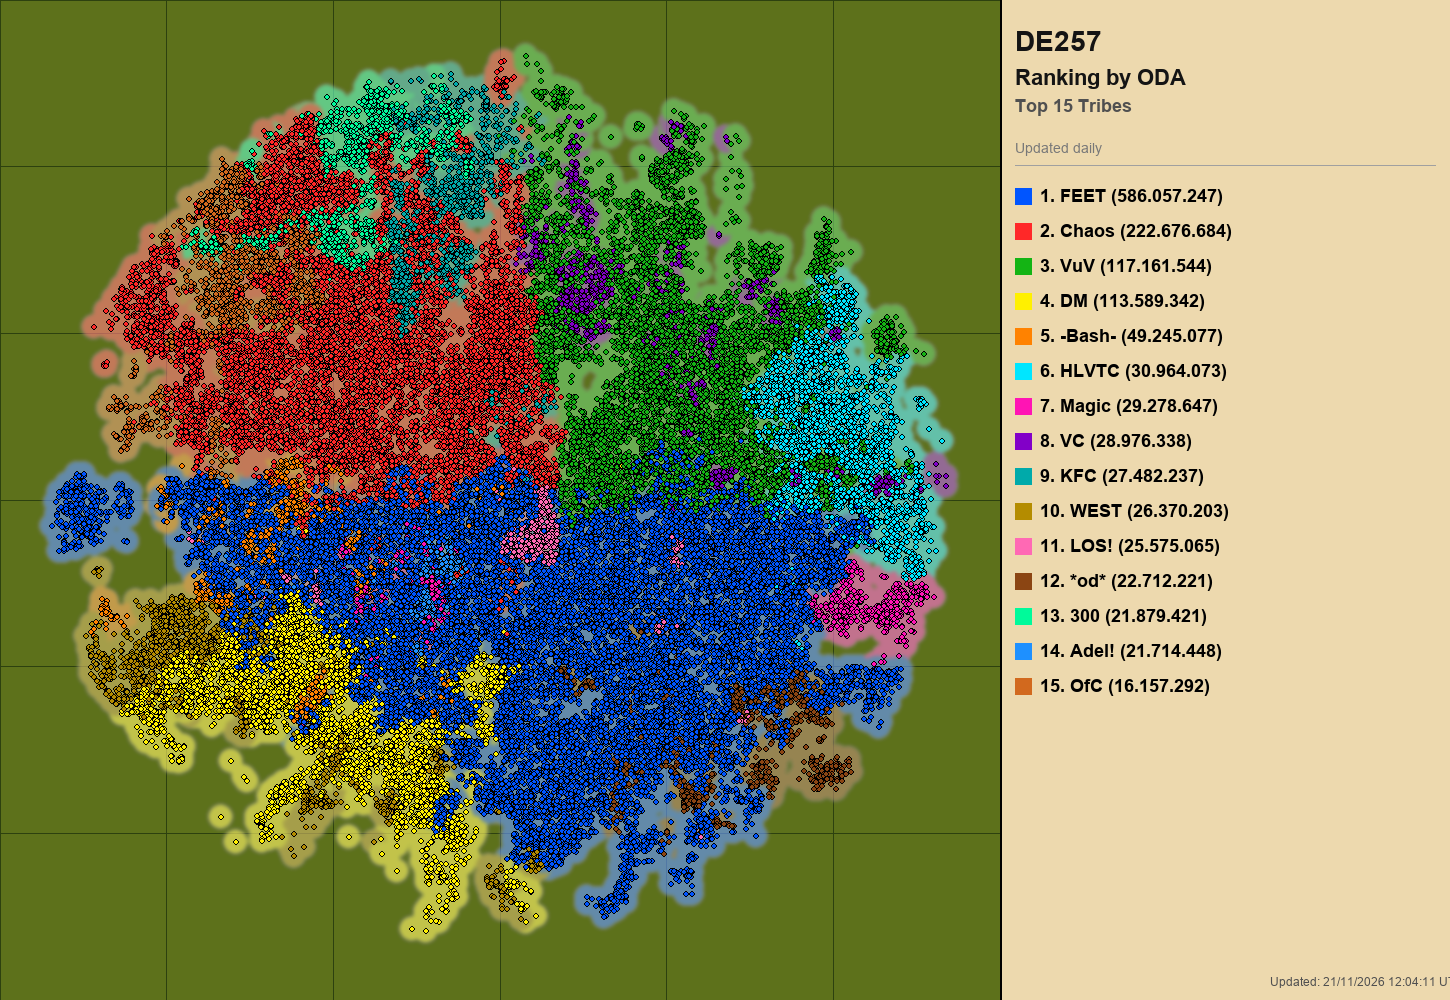 DE257
Ranking by ODA
Top 15 Tribes
Updated daily
1. FEET (586.057.247)
2. Chaos (222.676.684)
3. VuV (117.161.544)
4. DM (113.589.342)
5. -Bash- (49.245.077)
6. HLVTC (30.964.073)
7. Magic (29.278.647)
8. VC (28.976.338)
9. KFC (27.482.237)
10. WEST (26.370.203)
11. LOS! (25.575.065)
12. *od* (22.712.221)
13. 300 (21.879.421)
14. Adel! (21.714.448)
15. OfC (16.157.292)
Updated: 21/11/2026 12:04:11 U